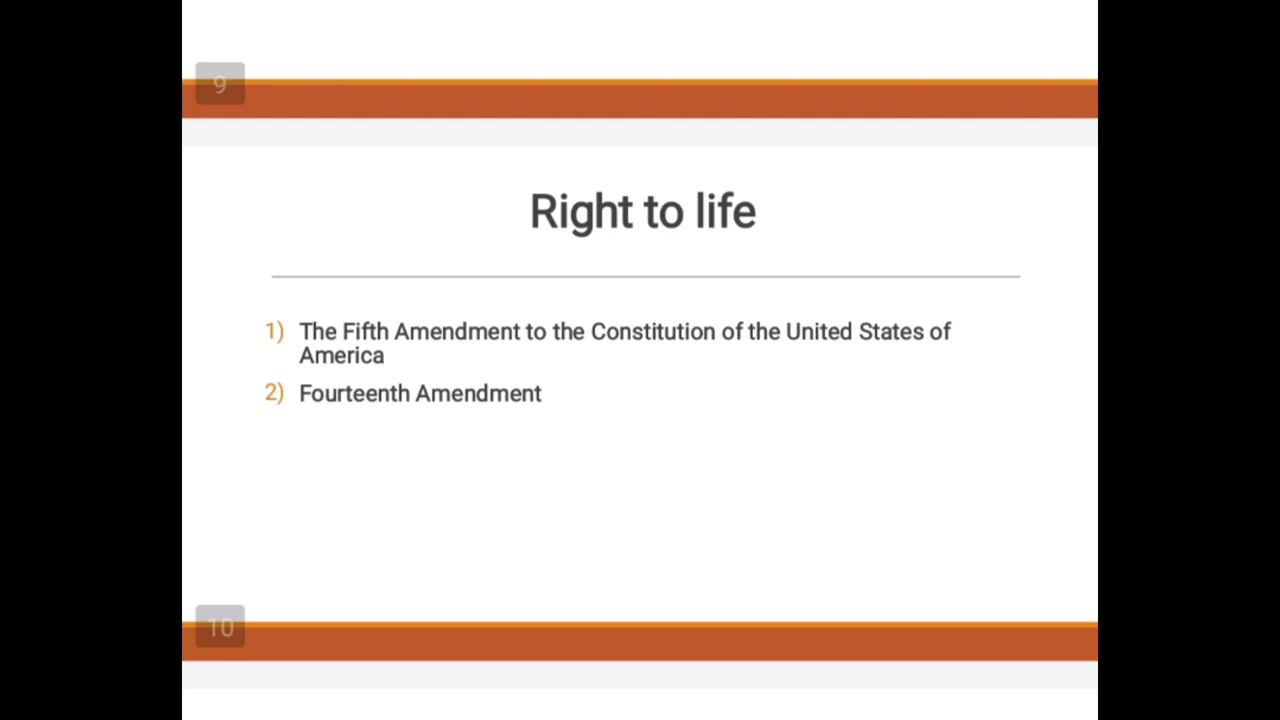 9
Right to life
1) The Fifth Amendment to the Constitution of the United States of
America
2) Fourteenth Amendment
10